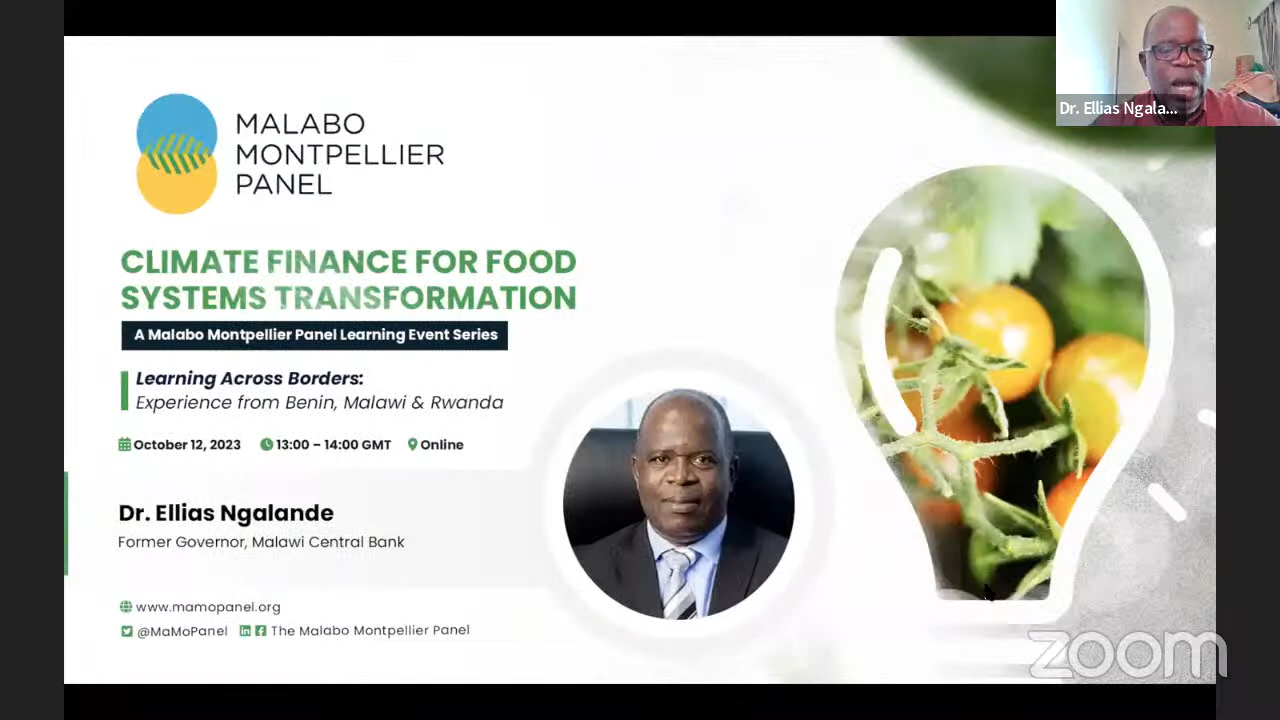 Dr. Ellias Ngala...
MALABO
MONTPELLIER
PANEL
CLIMATE FINANCE FOR FOOD
SYSTEMS TRANSFORMATION
A Malabo Montpellier Panel Learning Event Series
Learning Across Borders:
Experience from Benin, Malawi & Rwanda
October 12, 2023 13:00 – 14:00 GMT Online
Dr. Ellias Ngalande
Former Governor, Malawi Central Bank
www.mamopanel.org
@MaMoPanel The Malabo Montpellier Panel
zoom